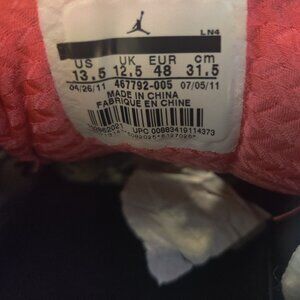 LN4
US UK EUR cm
13.5 12.5 48 31.5
04/26/11 467792-005 07/05/11
MADE IN CHINA
FABRIQUE EN CHINE
UPC 00883419114373